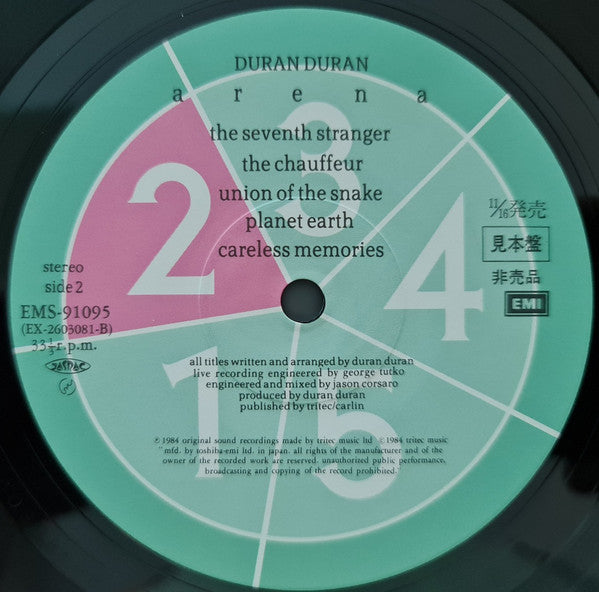 DURAN DURAN
arena
the seventh stranger
the chauffeur
union of the snake
planet earth
careless memories
3
2
4
1
5
11/16発売
見本盤
非売品
EMI
stereo
side 2
EMS-91095
(EX-2603081-B)
33⅓ r.p.m.
JASRAC
all titles written and arranged by duran duran
live recording engineered by george tutko
engineered and mixed by jason corsaro
produced by duran duran
published by tritec/carlin
℗ 1984 original sound recordings made by tritec music ltd © 1984 tritec music
"mfd. by toshiba-emi ltd. in japan. all rights of the manufacturer and of the
owner of the recorded work are reserved. unauthorized public performance,
broadcasting and copying of the record prohibited.